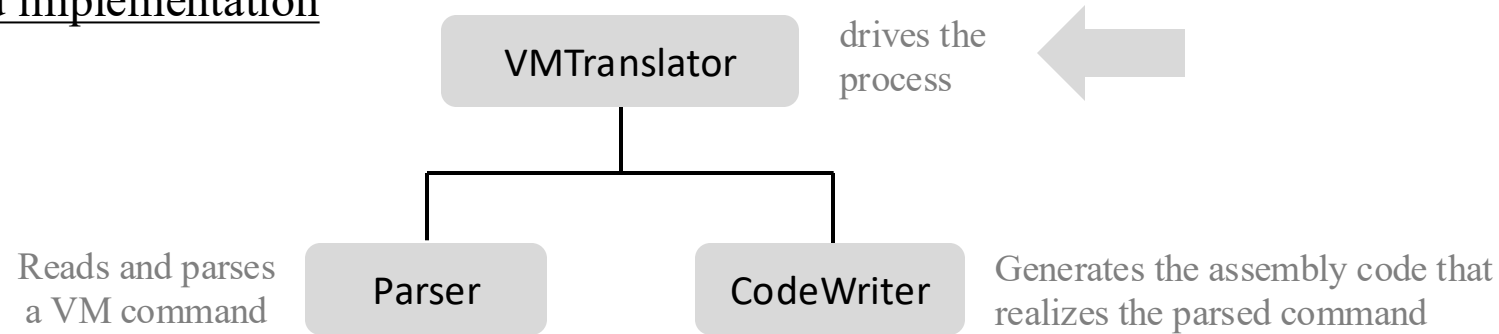 implementation
VMTranslator
drives the
process
Reads and parses
a VM command
Parser
CodeWriter
Generates the assembly code that
realizes the parsed command